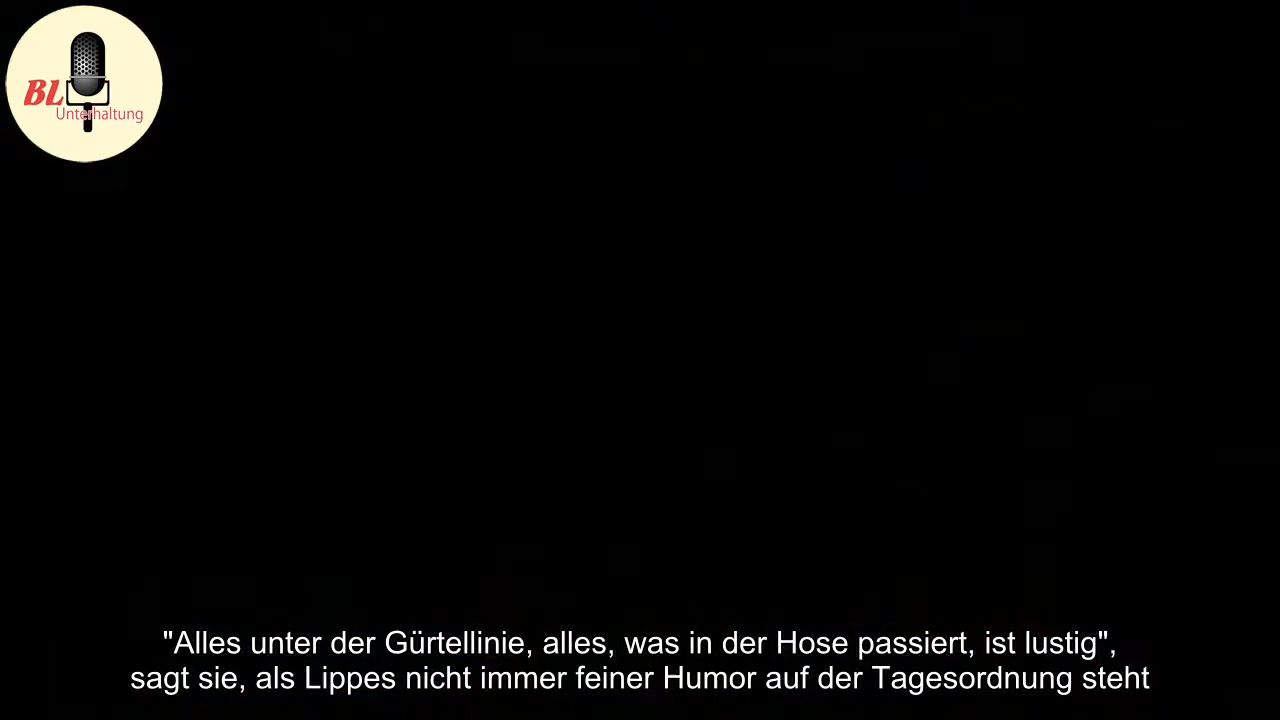 BL
Unterhaltung
"Alles unter der Gürtellinie, alles, was in der Hose passiert, ist lustig",
sagt sie, als Lippes nicht immer feiner Humor auf der Tagesordnung steht